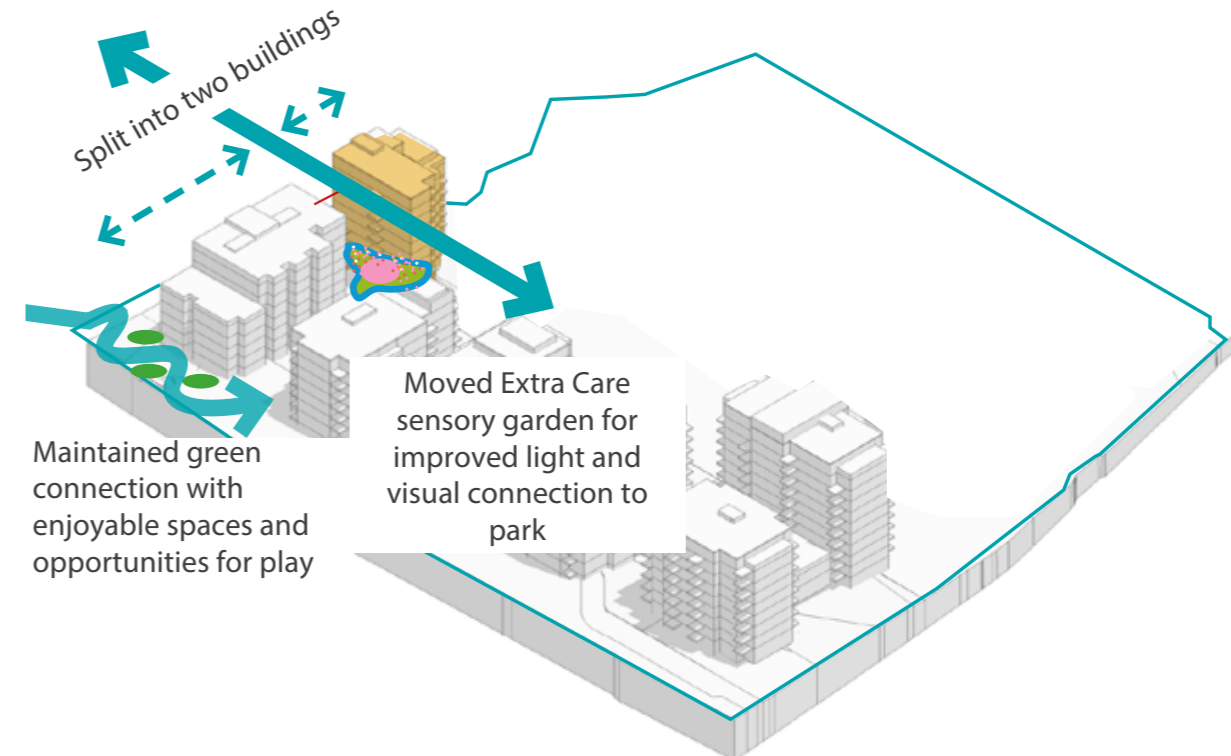 Split into two buildings
Moved Extra Care
sensory garden for
improved light and
visual connection to
park
Maintained green
connection with
enjoyable spaces and
opportunities for play